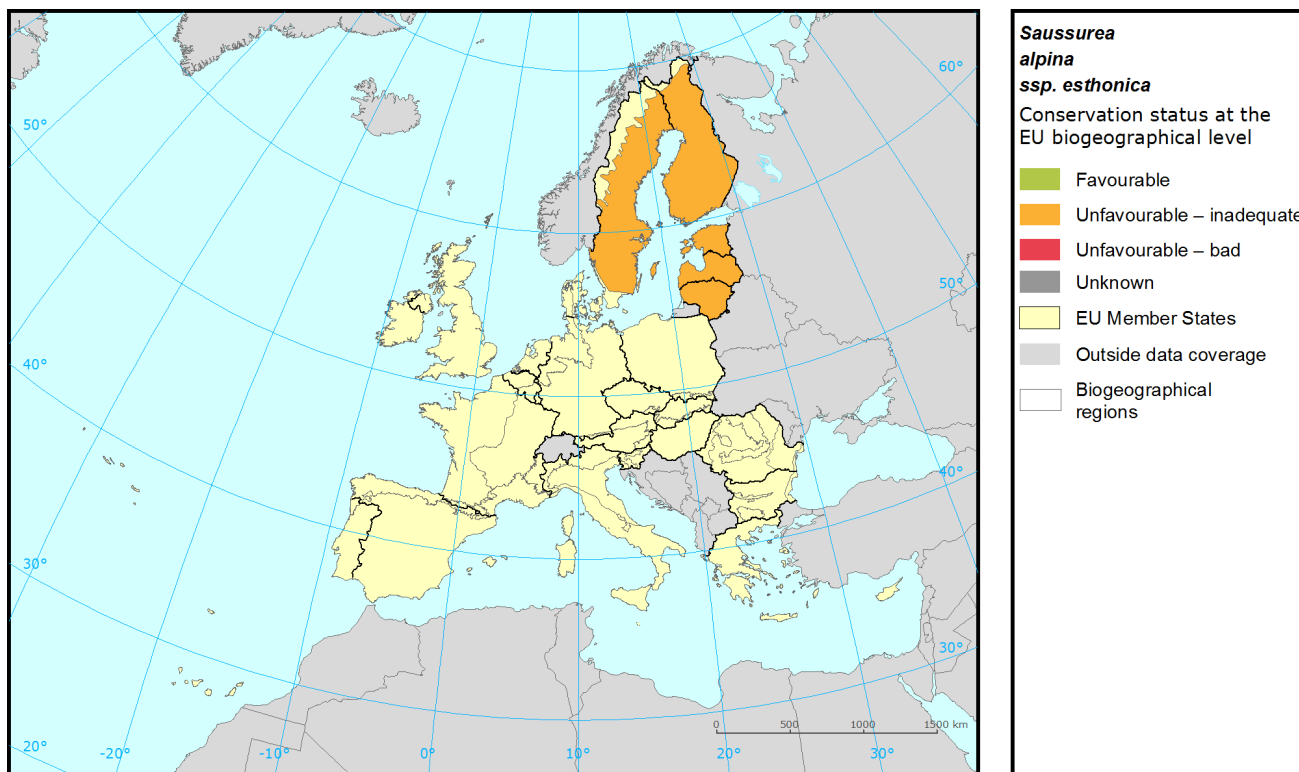 Saussurea
alpina
ssp. esthonica
Conservation status at the
EU biogeographical level
Favourable
Unfavourable – inadequate
Unfavourable – bad
Unknown
EU Member States
Outside data coverage
Biogeographical
regions
60°
50°
50°
40°
40°
30°
30°
20°
-20°
-10°
0°
10°
20°
30°
0
500
1000
1500 km